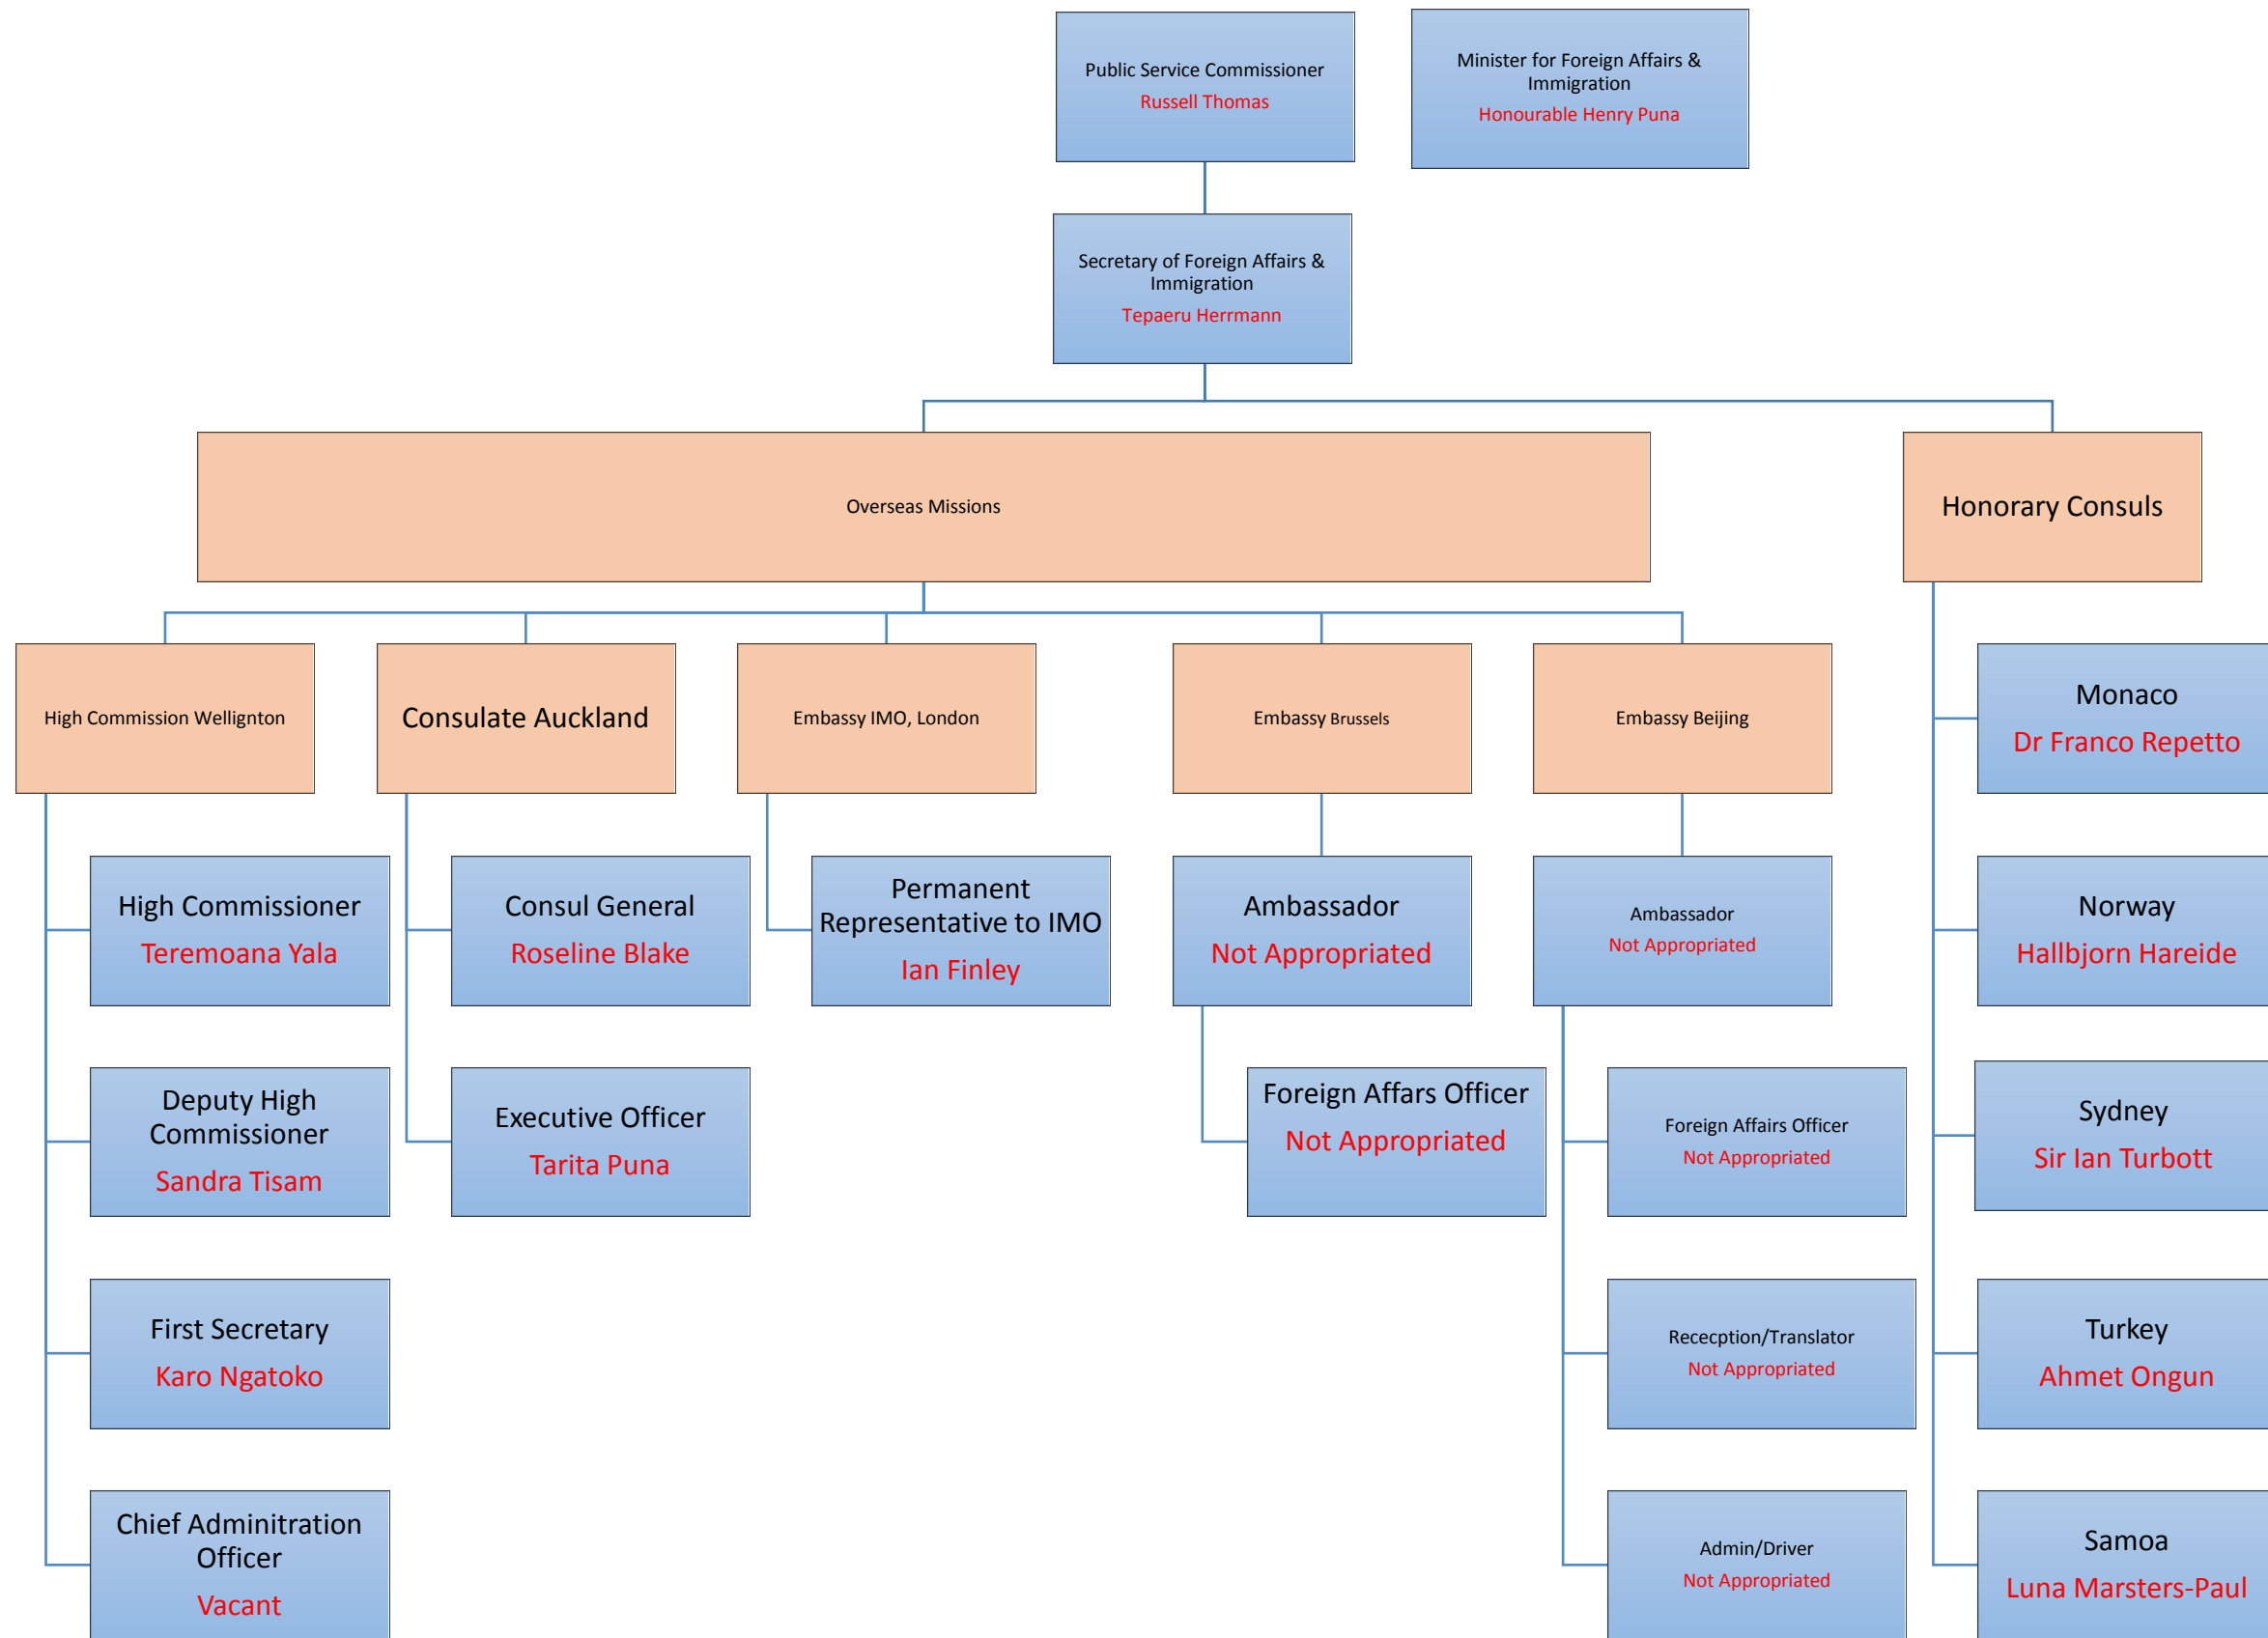 Public Service Commissioner
Russell Thomas
Minister for Foreign Affairs &
Immigration
Honourable Henry Puna
Secretary of Foreign Affairs &
Immigration
Tepaeru Herrmann
Overseas Missions
Honorary Consuls
High Commission Wellignton
Consulate Auckland
Embassy IMO, London
Embassy Brussels
Embassy Beijing
High Commissioner
Teremoana Yala
Deputy High
Commissioner
Sandra Tisam
First Secretary
Karo Ngatoko
Chief Adminitration
Officer
Vacant
Consul General
Roseline Blake
Executive Officer
Tarita Puna
Permanent
Representative to IMO
Ian Finley
Ambassador
Not Appropriated
Foreign Affars Officer
Not Appropriated
Ambassador
Not Appropriated
Foreign Affairs Officer
Not Appropriated
Rececption/Translator
Not Appropriated
Admin/Driver
Not Appropriated
Monaco
Dr Franco Repetto
Norway
Hallbjorn Hareide
Sydney
Sir Ian Turbott
Turkey
Ahmet Ongun
Samoa
Luna Marsters-Paul